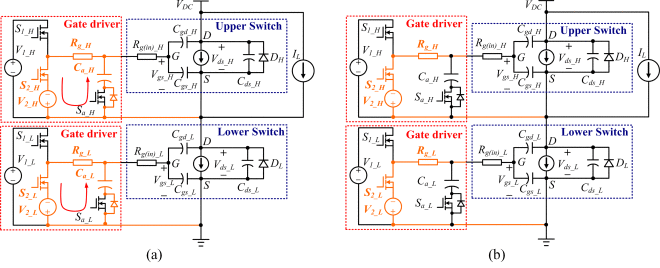 V_DC V_DC
Gate driver Upper Switch Gate driver Upper Switch
S_1_H C_gd_H S_1_H C_gd_H
R_g_H R_g(in)_H D R_g_H R_g(in)_H D
V_1_H C_a_H G V_ds_H D_H I_L V_1_H C_a_H G V_ds_H D_H I_L
S_2_H V_gs_H C_gs_H S C_ds_H S_2_H V_gs_H C_gs_H S C_ds_H
V_2_H S_a_H V_2_H S_a_H
Gate driver Lower Switch Gate driver Lower Switch
S_1_L C_gd_L S_1_L C_gd_L
R_g_L R_g(in)_L D R_g_L R_g(in)_L D
V_1_L C_a_L G V_ds_L D_L V_1_L C_a_L G V_ds_L D_L
S_2_L V_gs_L C_gs_L S C_ds_L S_2_L V_gs_L C_gs_L S C_ds_L
V_2_L S_a_L V_2_L S_a_L
(a) (b)